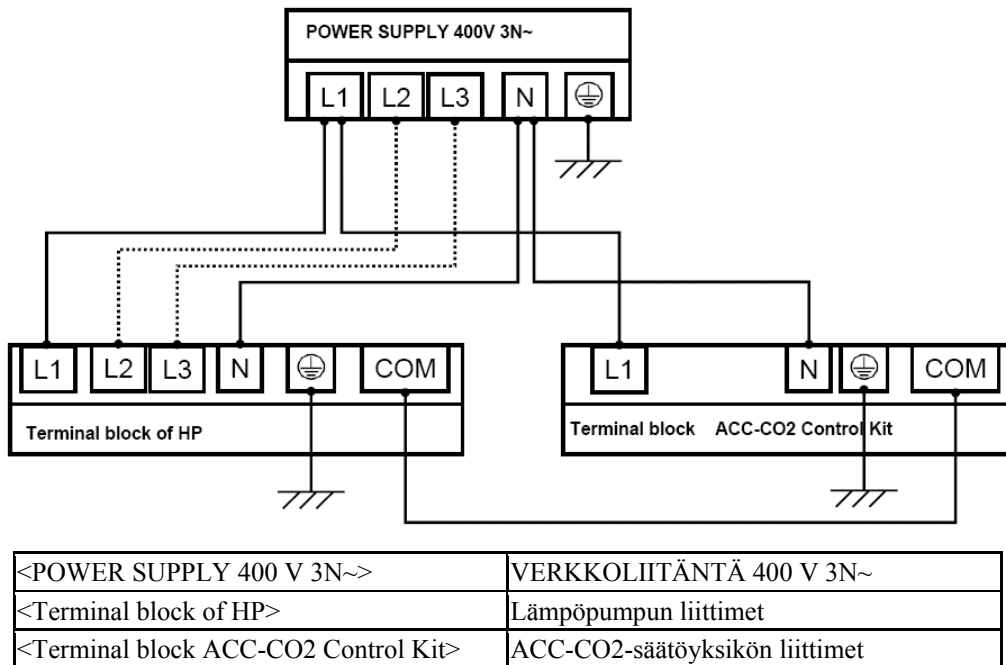 POWER SUPPLY 400V 3N~
L1 L2 L3 N
L1 L2 L3 N COM
Terminal block of HP
L1 N COM
Terminal block ACC-CO2 Control Kit
<POWER SUPPLY 400 V 3N~> VERKKOLIITÄNTÄ 400 V 3N~
<Terminal block of HP> Lämpöpumpun liittimet
<Terminal block ACC-CO2 Control Kit> ACC-CO2-säätöyksikön liittimet